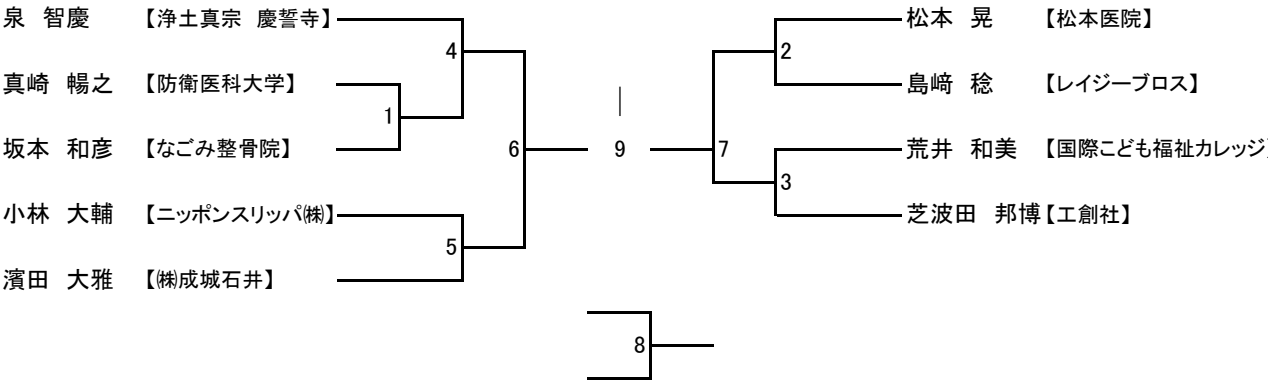 泉　智慶　【浄土真宗 慶誓寺】 松本　晃　【松本医院】
4 2
真崎　暢之　【防衛医科大学】 島﨑　稔　【レイジーブロス】
1
坂本　和彦　【なごみ整骨院】 6 9 7 荒井　和美　【国際こども福祉カレッジ】
3
小林　大輔　【ニッポンスリッパ㈱】 芝波田　邦博【工創社】
5
濱田　大雅　【㈱成城石井】
8